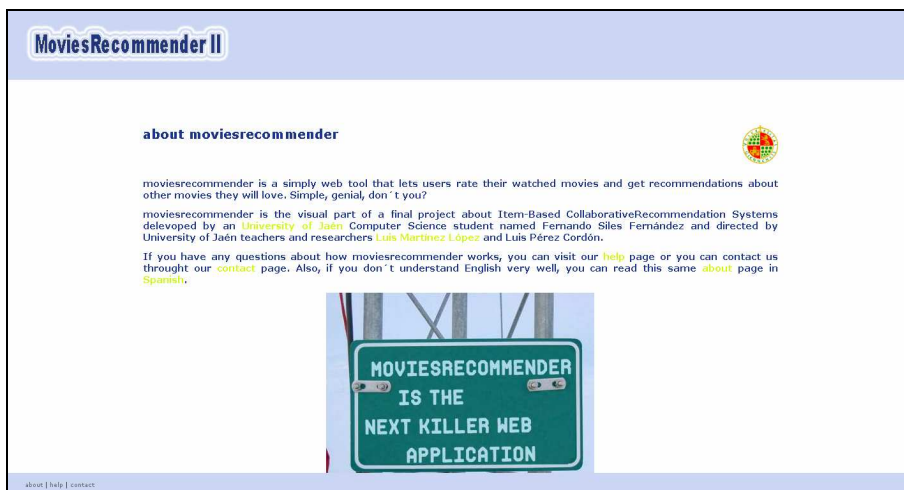 MoviesRecommender II
about moviesrecommender
moviesrecommender is a simply web tool that lets users rate their watched movies and get recommendations about
other movies they will love. Simple, genial, don´t you?
moviesrecommender is the visual part of a final project about Item-Based CollaborativeRecommendation Systems
delevoped by an University of Jaén Computer Science student named Fernando Siles Fernández and directed by
University of Jaén teachers and researchers Luis Martínez López and Luis Pérez Cordón.
If you have any questions about how moviesrecommender works, you can visit our help page or you can contact us
throught our contact page. Also, if you don´t understand English very well, you can read this same about page in
Spanish.
MOVIESRECOMMENDER
IS THE
NEXT KILLER WEB
APPLICATION
about | help | contact